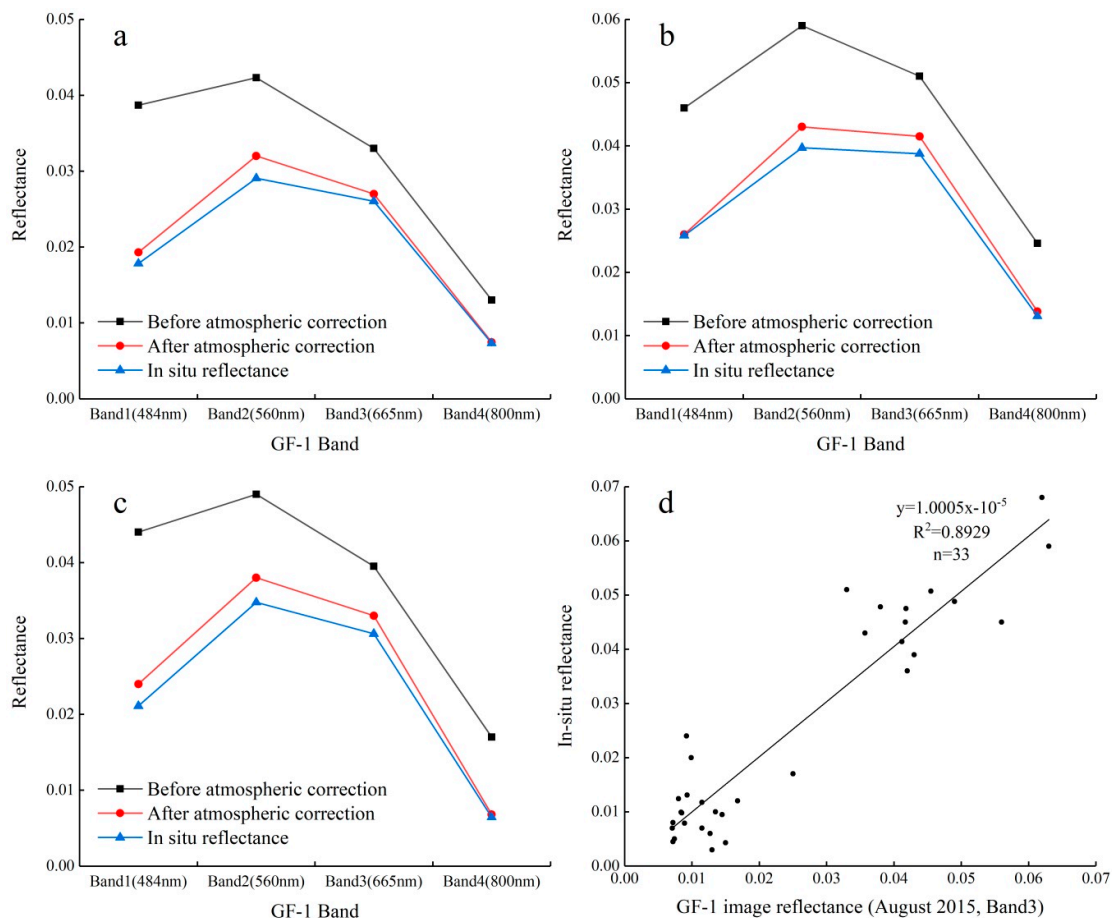 a
0.05
0.04
0.03
0.02
0.01
0.00
Reflectance
Before atmospheric correction
After atmospheric correction
In situ reflectance
Band1(484nm) Band2(560nm) Band3(665nm) Band4(800nm)
GF-1 Band
b
0.06
0.05
0.04
0.03
0.02
0.01
0.00
Reflectance
Before atmospheric correction
After atmospheric correction
In situ reflectance
Band1(484nm) Band2(560nm) Band3(665nm) Band4(800nm)
GF-1 Band
c
0.05
0.04
0.03
0.02
0.01
0.00
Reflectance
Before atmospheric correction
After atmospheric correction
In situ reflectance
Band1(484nm) Band2(560nm) Band3(665nm) Band4(800nm)
GF-1 Band
d
y=1.0005x-10⁻⁵
R²=0.8929
n=33
0.07
0.06
0.05
0.04
0.03
0.02
0.01
0.00
In-situ reflectance
0.00 0.01 0.02 0.03 0.04 0.05 0.06 0.07
GF-1 image reflectance (August 2015, Band3)